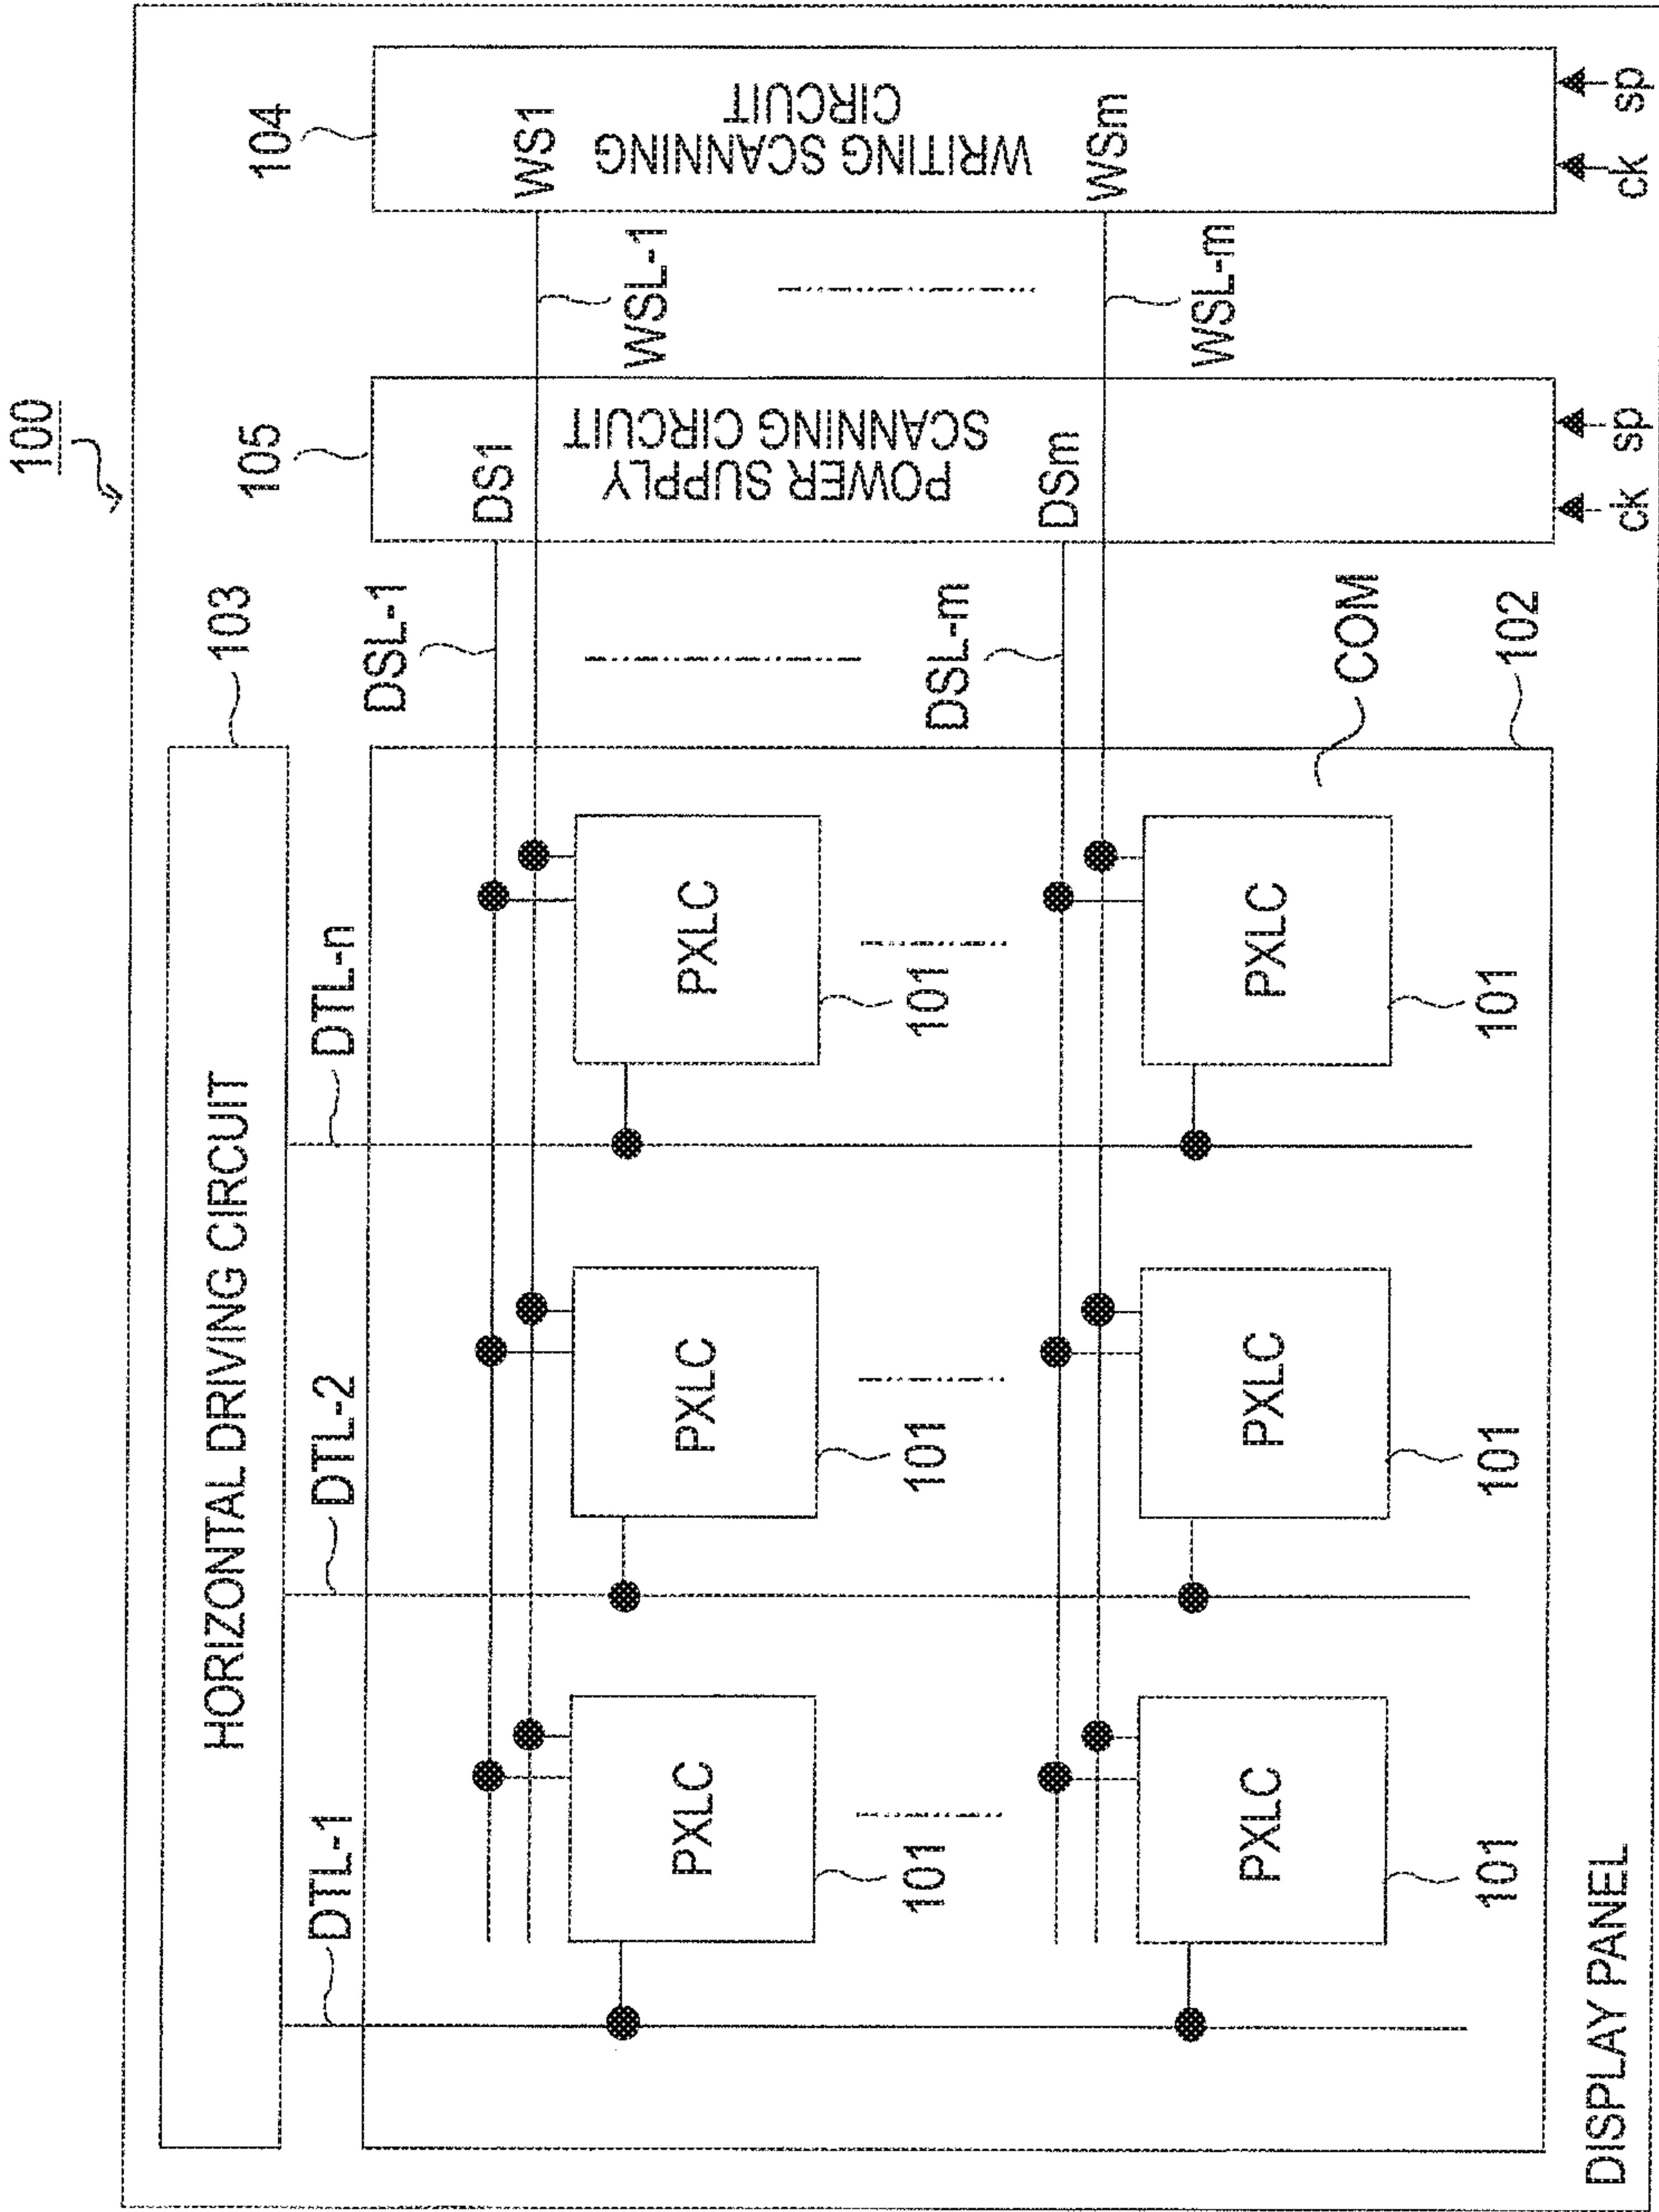 100
HORIZONTAL DRIVING CIRCUIT
103
105
104
DTL-1
DTL-2
DTL-n
DSL-1
DS1
WS1
WSL-1
POWER SUPPLY
SCANNING CIRCUIT
WRITING SCANNING
CIRCUIT
PXLC
PXLC
PXLC
101
101
101
DSL-m
DSm
WSm
WSL-m
PXLC
PXLC
PXLC
COM
101
101
101
102
DISPLAY PANEL
ck
sp
ck
sp